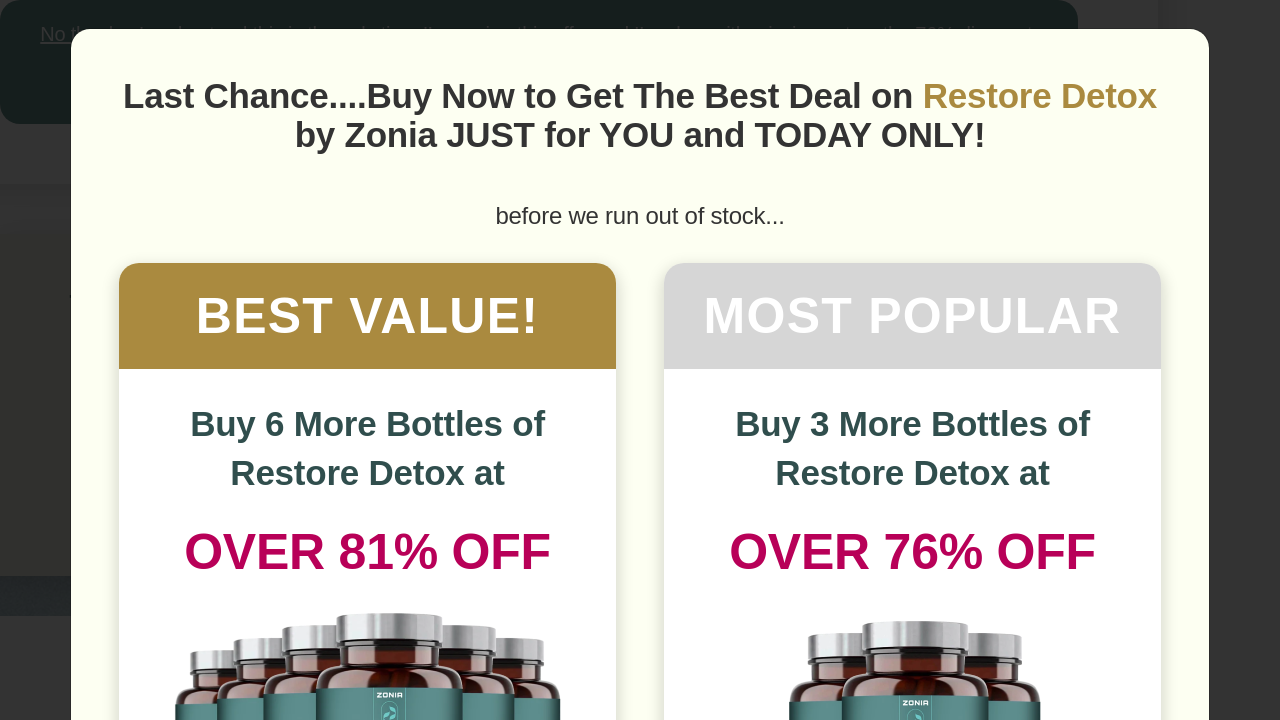 No
Last Chance....Buy Now to Get The Best Deal on Restore Detox
by Zonia JUST for YOU and TODAY ONLY!
before we run out of stock...
BEST VALUE!
Buy 6 More Bottles of
Restore Detox at
OVER 81% OFF
ZONIA
MOST POPULAR
Buy 3 More Bottles of
Restore Detox at
OVER 76% OFF
ZONIA